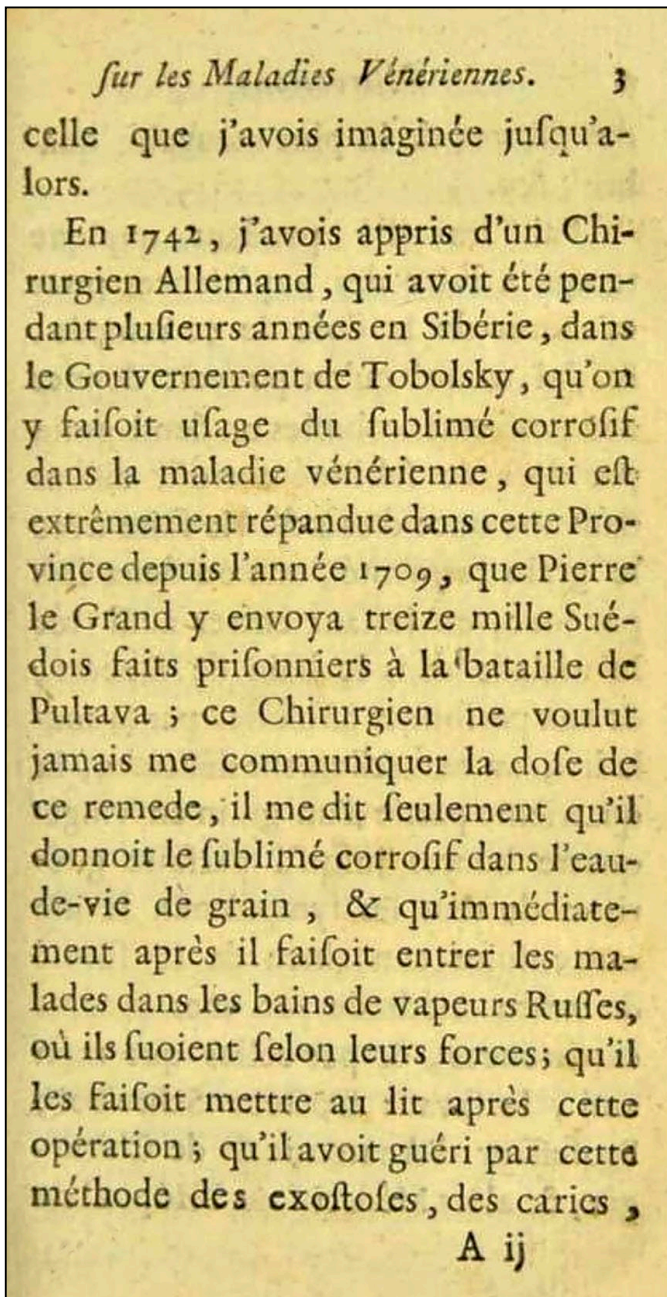 ſur les Maladies Vénériennes. 3
celle que j'avois imaginée juſqu'a-
lors.
En 1742, j'avois appris d'un Chi-
rurgien Allemand, qui avoit été pen-
dant pluſieurs années en Sibérie, dans
le Gouvernement de Tobolsky, qu'on
y faiſoit uſage du ſublimé corroſif
dans la maladie vénérienne, qui eſt
extrêmement répandue dans cette Pro-
vince depuis l'année 1709, que Pierre
le Grand y envoya treize mille Sué-
dois faits priſonniers à la bataille de
Pultava ; ce Chirurgien ne voulut
jamais me communiquer la doſe de
ce remede, il me dit ſeulement qu'il
donnoit le ſublimé corroſif dans l'eau-
de-vie de grain , & qu'immédiate-
ment après il faiſoit entrer les ma-
lades dans les bains de vapeurs Ruſſes,
où ils ſuoient ſelon leurs forces; qu'il
les faiſoit mettre au lit après cette
opération ; qu'il avoit guéri par cette
méthode des exoſtoſes, des caries ,
A ij